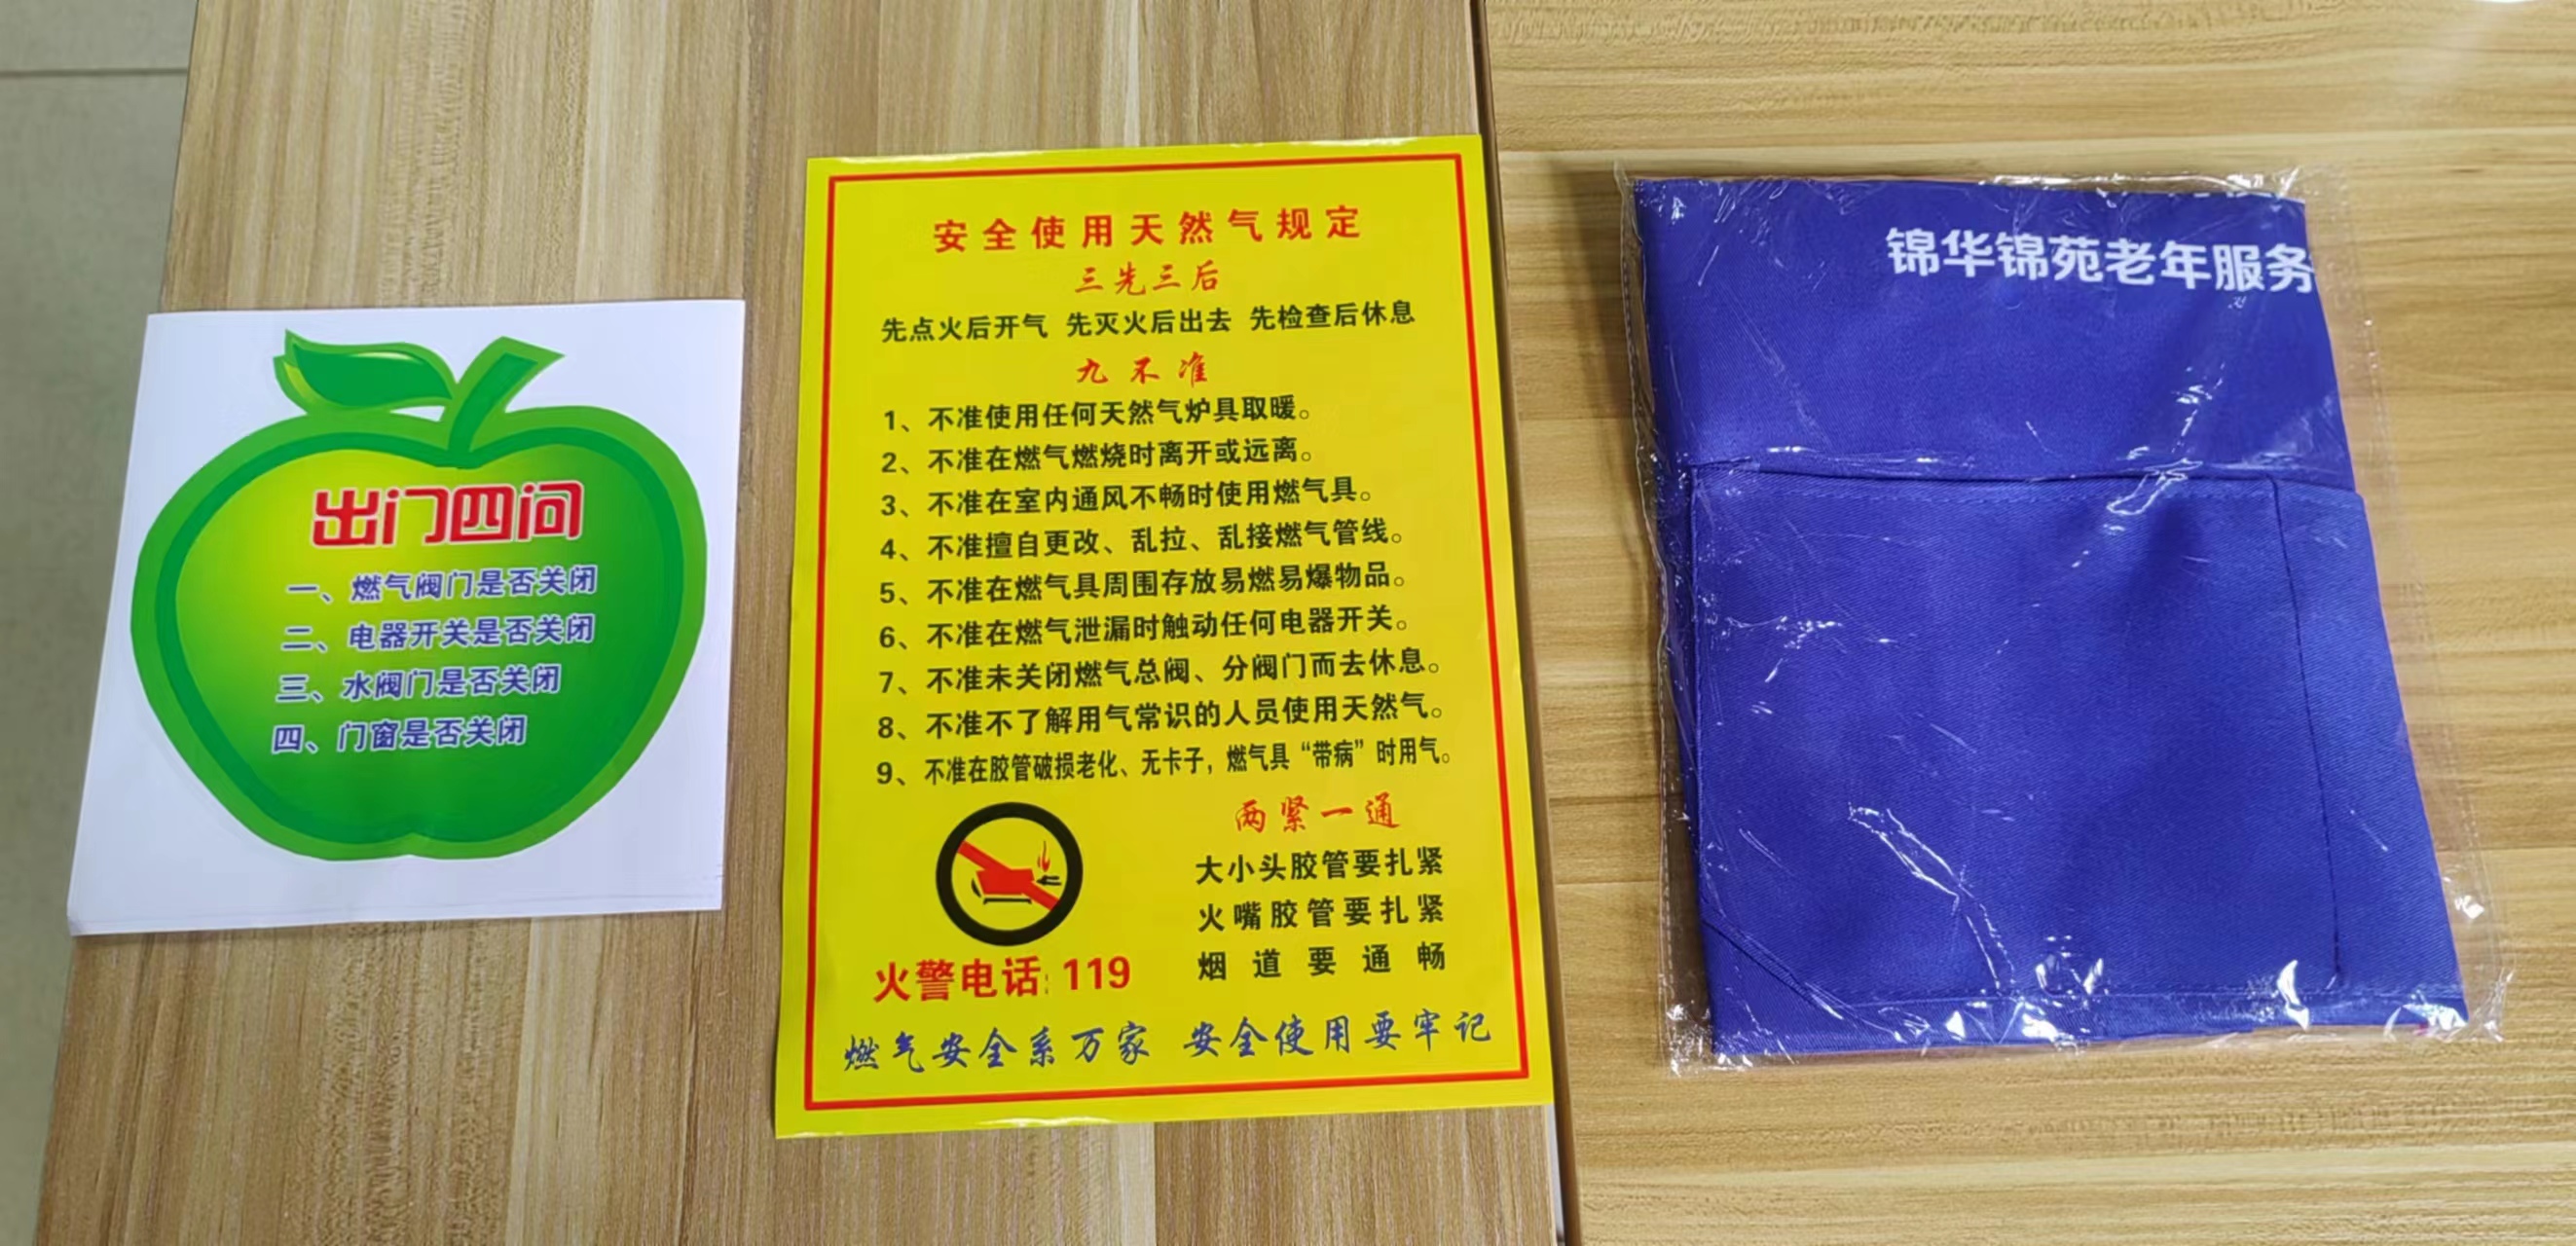 出门四问
一、燃气阀门是否关闭
二、电器开关是否关闭
三、水阀门是否关闭
四、门窗是否关闭
安全使用天然气规定
三先三后
先点火后开气 先灭火后出去 先检查后休息
九不准
1、不准使用任何天然气炉具取暖。
2、不准在燃气燃烧时离开或远离。
3、不准在室内通风不畅时使用燃气具。
4、不准擅自更改、乱拉、乱接燃气管线。
5、不准在燃气具周围存放易燃易爆物品。
6、不准在燃气泄漏时触动任何电器开关。
7、不准未关闭燃气总阀、分阀门而去休息。
8、不准不了解用气常识的人员使用天然气。
9、不准在胶管破损老化、无卡子，燃气具“带病”时用气。
两紧一通
大小头胶管要扎紧
火嘴胶管要扎紧
烟道要通畅
火警电话: 119
燃气安全系万家 安全使用要牢记
锦华锦苑老年服务